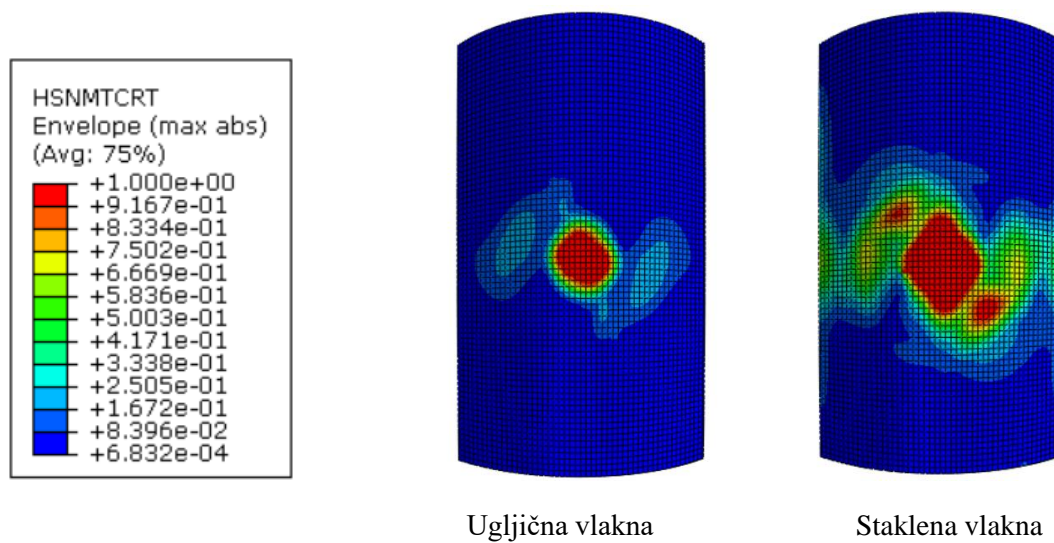 HSNMTCRT
Envelope (max abs)
(Avg: 75%)
+1.000e+00
+9.167e-01
+8.334e-01
+7.502e-01
+6.669e-01
+5.836e-01
+5.003e-01
+4.171e-01
+3.338e-01
+2.505e-01
+1.672e-01
+8.396e-02
+6.832e-04
Ugljična vlakna
Staklena vlakna